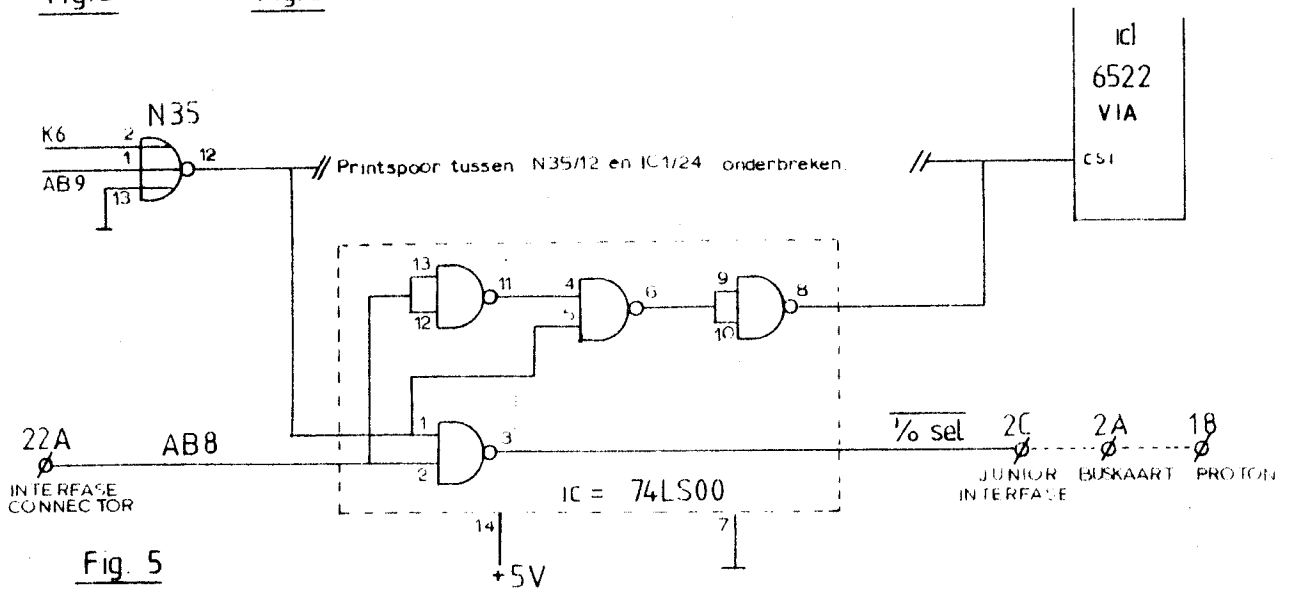 IC1
6522
VIA
CS1
N35
K6
2
1
12
AB9
13
// Printspoor tussen N35/12 en IC1/24 onderbreken. //
13
12
11
4
5
6
9
10
8
1
2
3
22A
AB8
INTERFASE
CONNECTOR
I/O sel
2C
2A
1B
JUNIOR
INTERFASE
BUSKAART
PROTON
IC = 74LS00
14
7
+5V
Fig. 5